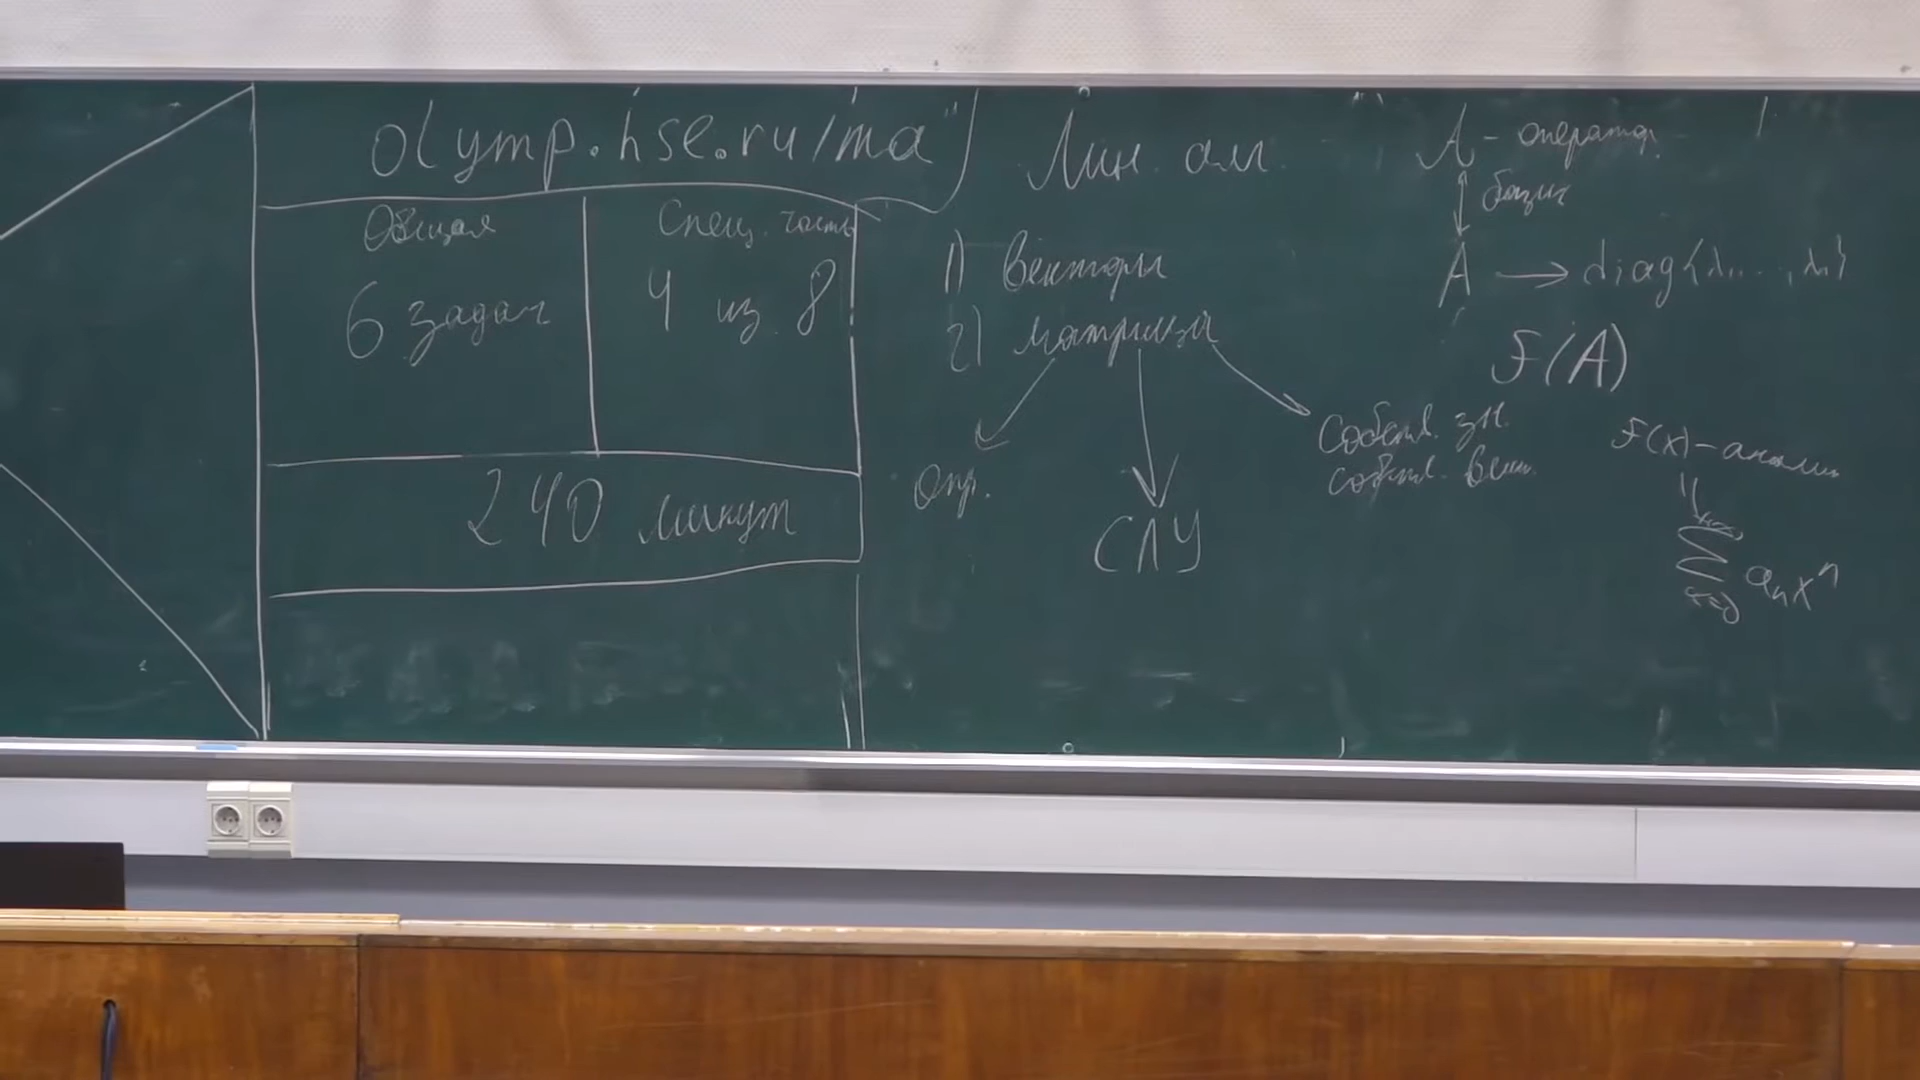 olymp.hse.ru/ma
Общая
6 задач
Спец. часть
4 из 8
240 минут
Лин. ал.
1) Векторы
2) матрицы
Опр.
СЛУ
Собств. зн.
собств. век.
A - оператор.
базис
A → diag{λ₁, ..., λₙ}
F(A)
F(x) - аналит
∑ aₙxⁿ